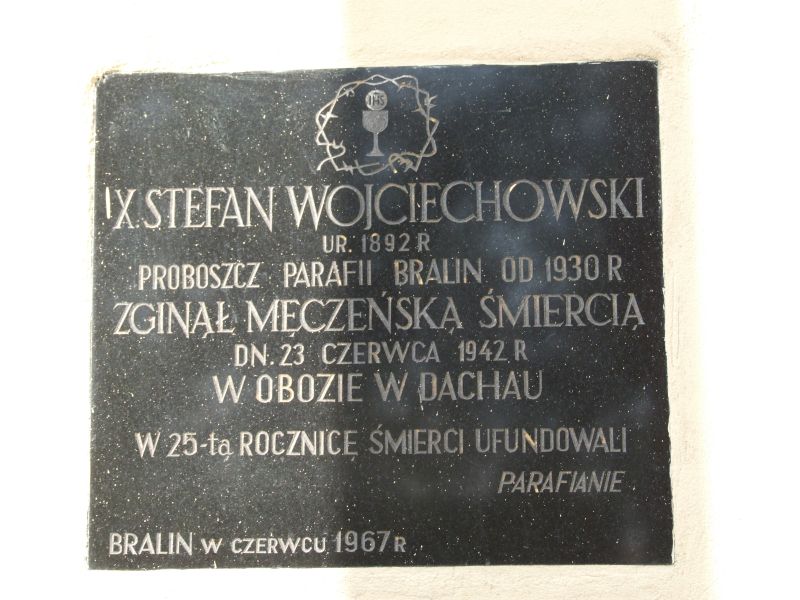 IHS
X. STEFAN WOJCIECHOWSKI
UR. 1892 R
PROBOSZCZ PARAFII BRALIN OD 1930 R
ZGINĄŁ MĘCZEŃSKĄ ŚMIERCIĄ
DN. 23 CZERWCA 1942 R
W OBOZIE W DACHAU
W 25-tą ROCZNICĘ ŚMIERCI UFUNDOWALI
PARAFIANIE
BRALIN W CZERWCU 1967 R